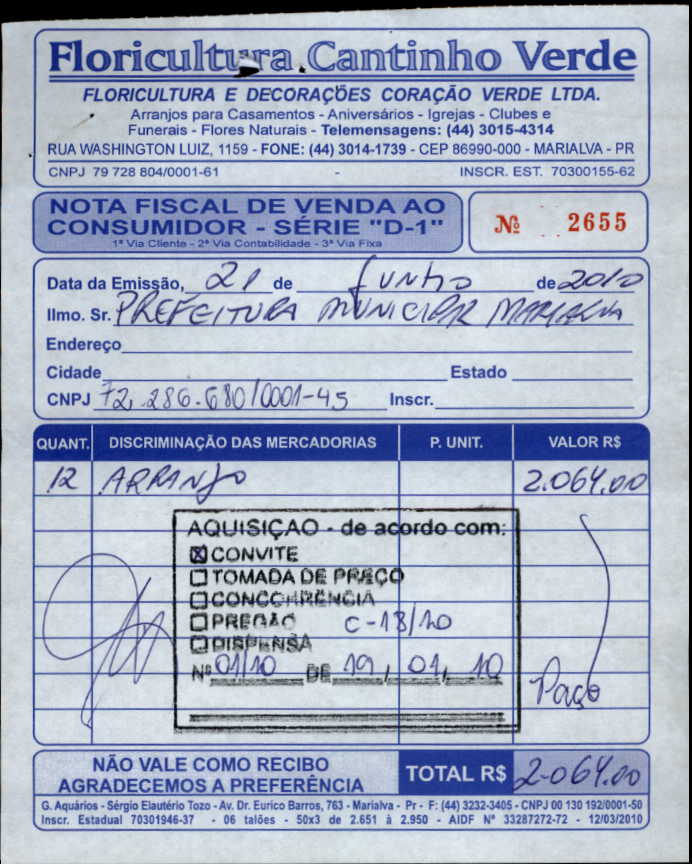 Floricultura Cantinho Verde
FLORICULTURA E DECORAÇÕES CORAÇÃO VERDE LTDA.
Arranjos para Casamentos - Aniversários - Igrejas - Clubes e
Funerais - Flores Naturais - Telemensagens: (44) 3015-4314
RUA WASHINGTON LUIZ, 1159 - FONE: (44) 3014-1739 - CEP 86990-000 - MARIALVA - PR
CNPJ 79 728 804/0001-61 - INSCR. EST. 70300155-62
NOTA FISCAL DE VENDA AO
CONSUMIDOR - SÉRIE "D-1"
1ª Via Cliente - 2ª Via Contabilidade - 3ª Via Fixa
Nº 2655
Data da Emissão, 21 de Junho de 2010
Ilmo. Sr. PREFEITURA MUNICIPAL MARIALVA
Endereço
Cidade Estado
CNPJ 72.286.680/0001-45 Inscr.
QUANT. DISCRIMINAÇÃO DAS MERCADORIAS P. UNIT. VALOR R$
12 ARRANJO 2.064,00
AQUISIÇAO - de acordo com:
CONVITE
TOMADA DE PREÇO
CONCORRÊNCIA
PREGÃO C-18/10
DISPENSA
Nº 01/10 DE 19, 01, 10
Pago
NÃO VALE COMO RECIBO
AGRADECEMOS A PREFERÊNCIA
TOTAL R$ 2.064,00
G. Aquários - Sérgio Elautério Tozo - Av. Dr. Eurico Barros, 763 - Marialva - Pr - F: (44) 3232-3405 - CNPJ 00 130 192/0001-50
Inscr. Estadual 70301946-37 - 06 talões - 50x3 de 2.651 à 2.950 - AIDF Nº 33287272-72 - 12/03/2010